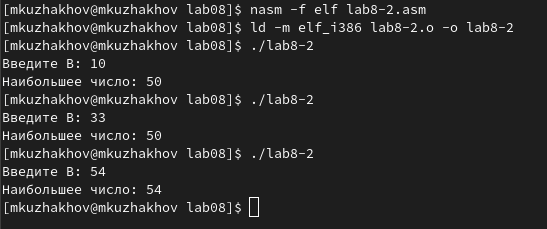 [mkuzhakhov@mkuzhakhov lab08]$ nasm -f elf lab8-2.asm
[mkuzhakhov@mkuzhakhov lab08]$ ld -m elf_i386 lab8-2.o -o lab8-2
[mkuzhakhov@mkuzhakhov lab08]$ ./lab8-2
Введите В: 10
Наибольшее число: 50
[mkuzhakhov@mkuzhakhov lab08]$ ./lab8-2
Введите В: 33
Наибольшее число: 50
[mkuzhakhov@mkuzhakhov lab08]$ ./lab8-2
Введите В: 54
Наибольшее число: 54
[mkuzhakhov@mkuzhakhov lab08]$